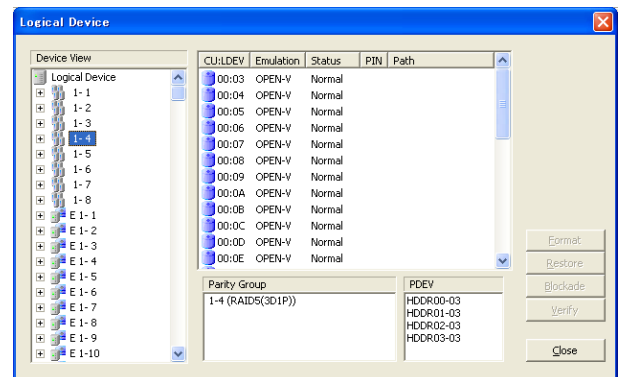 Logical Device
Device View
Logical Device
1- 1
1- 2
1- 3
1- 4
1- 5
1- 6
1- 7
1- 8
E 1- 1
E 1- 2
E 1- 3
E 1- 4
E 1- 5
E 1- 6
E 1- 7
E 1- 8
E 1- 9
E 1-10
CU:LDEV Emulation Status PIN Path
00:03 OPEN-V Normal
00:04 OPEN-V Normal
00:05 OPEN-V Normal
00:06 OPEN-V Normal
00:07 OPEN-V Normal
00:08 OPEN-V Normal
00:09 OPEN-V Normal
00:0A OPEN-V Normal
00:0B OPEN-V Normal
00:0C OPEN-V Normal
00:0D OPEN-V Normal
00:0E OPEN-V Normal
Parity Group
1-4 (RAID5(3D1P))
PDEV
HDDR00-03
HDDR01-03
HDDR02-03
HDDR03-03
Format
Restore
Blockade
Verify
Close